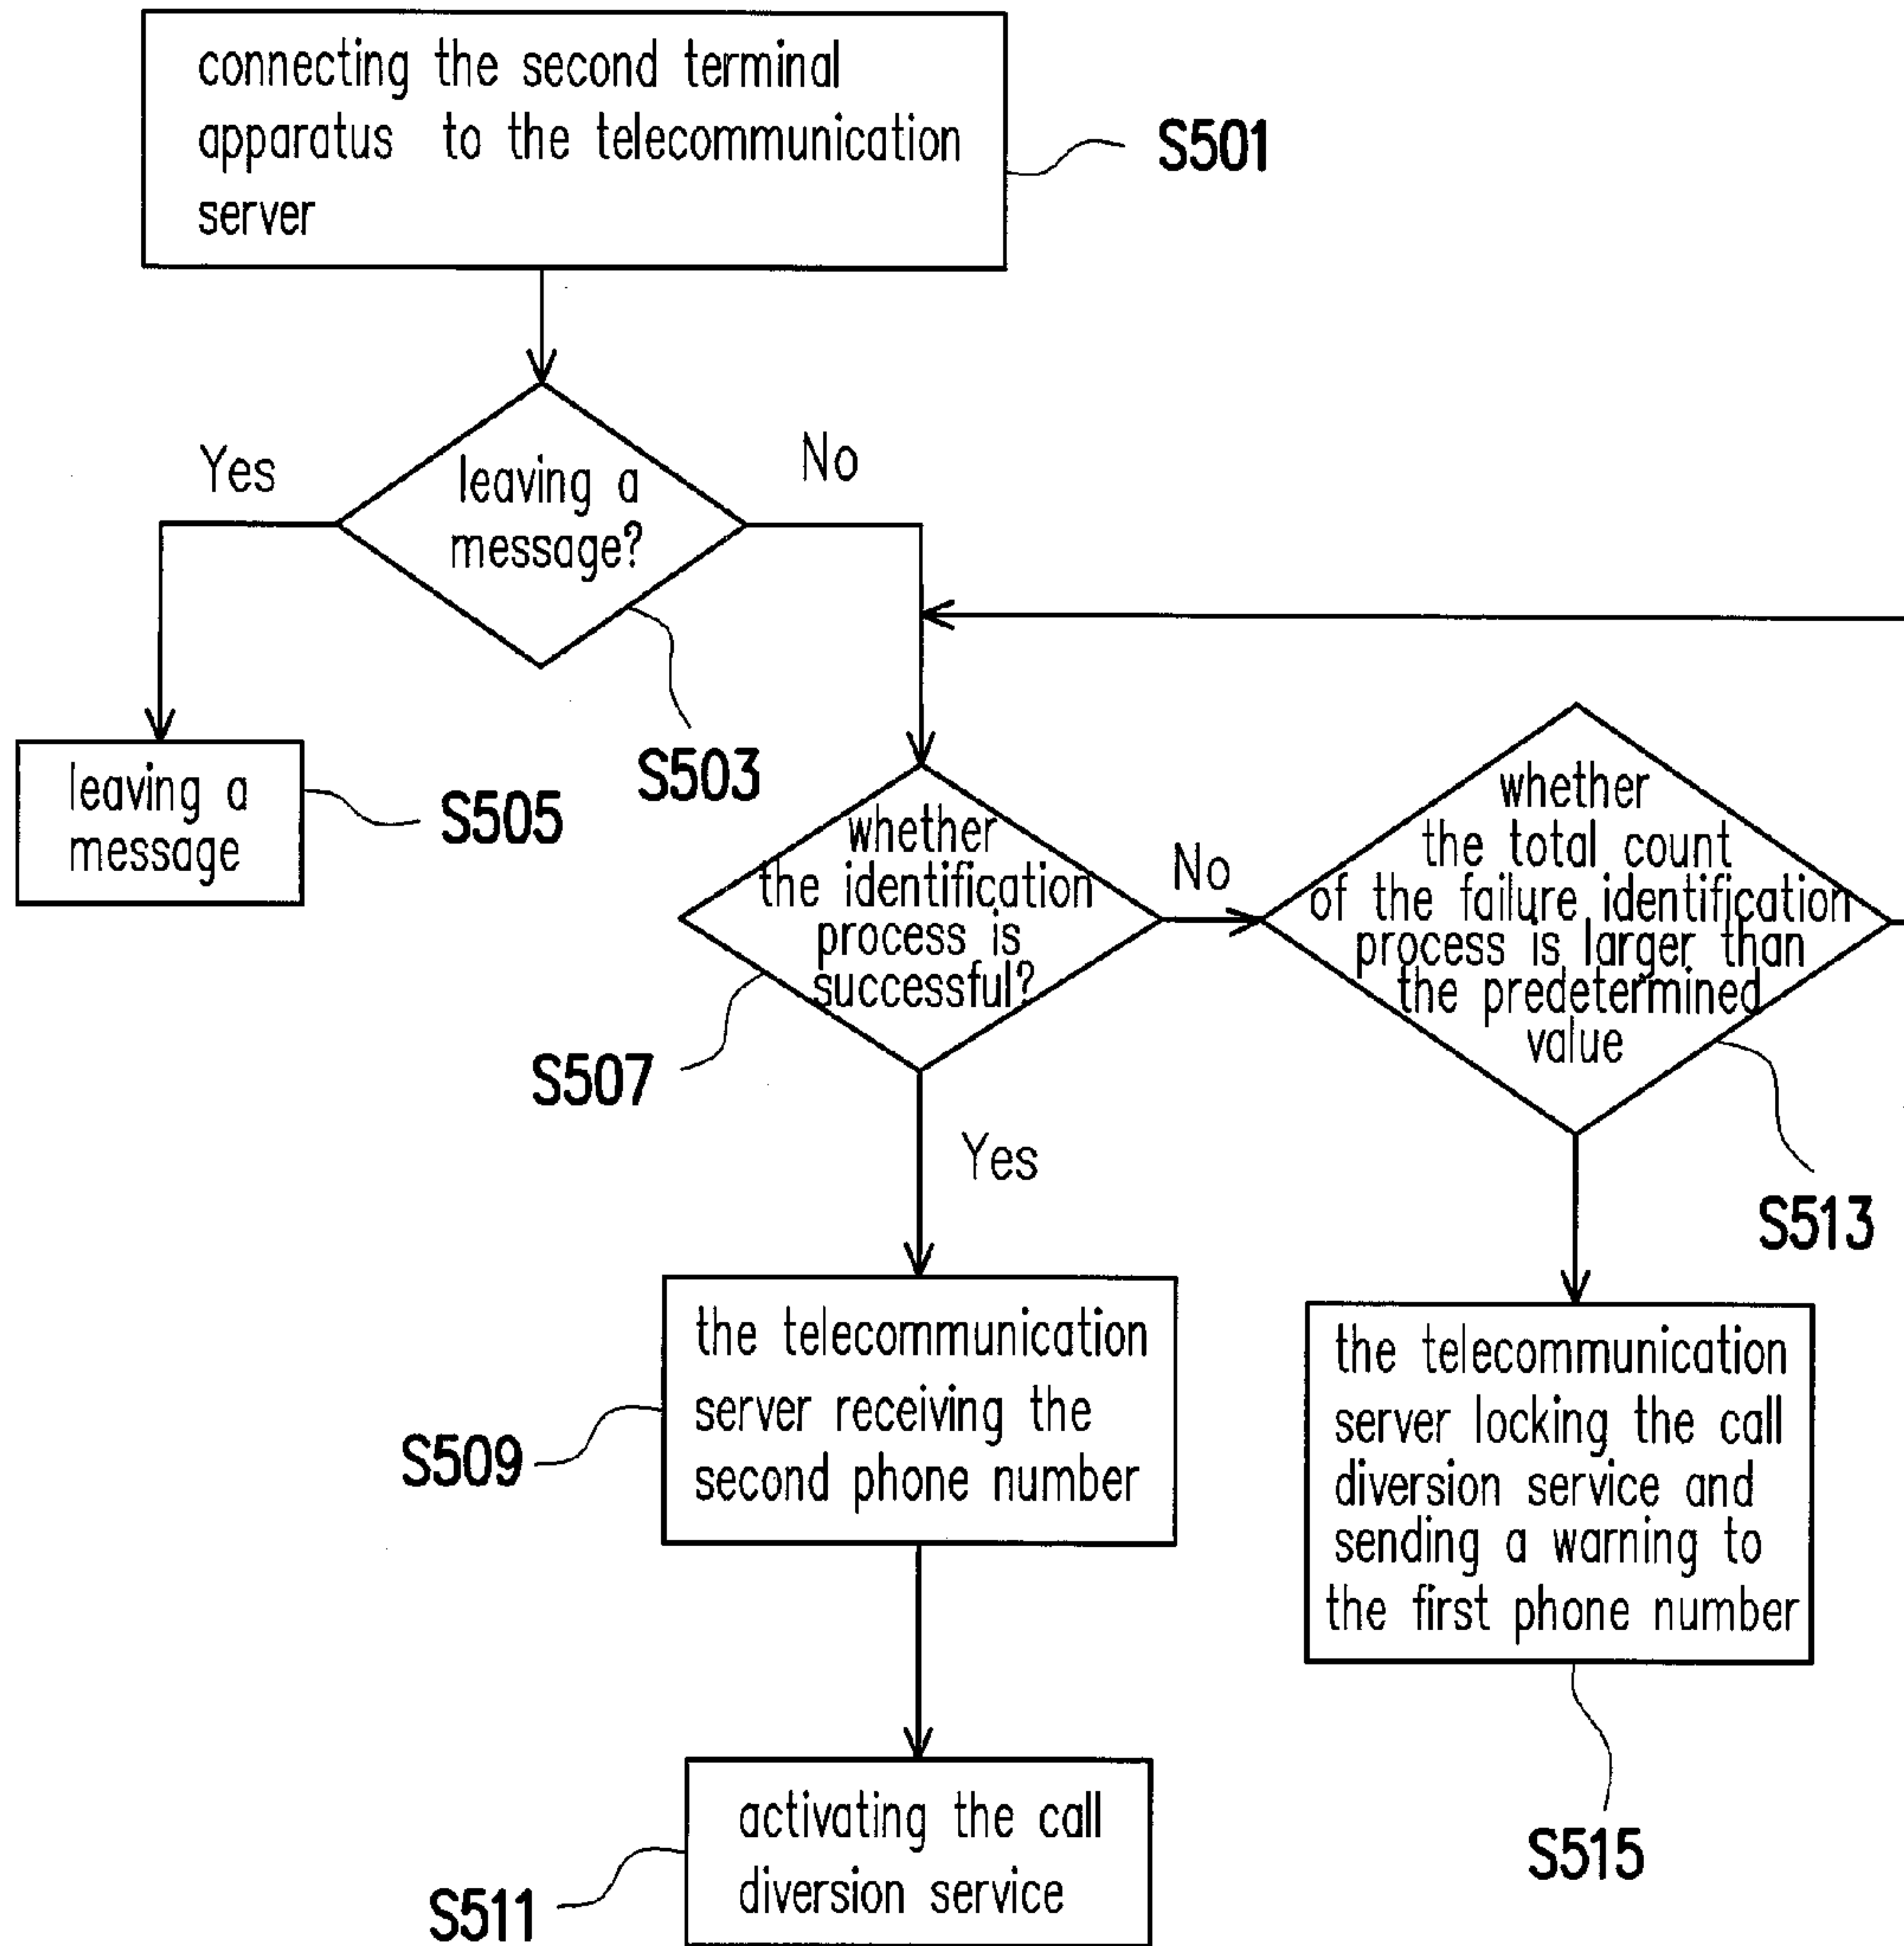 connecting the second terminal
apparatus to the telecommunication
server
S501
Yes
No
leaving a
message?
S503
leaving a
message
S505
whether
the identification
process is
successful?
S507
No
whether
the total count
of the failure identification
process is larger than
the predetermined
value
S513
Yes
the telecommunication
server receiving the
second phone number
S509
the telecommunication
server locking the call
diversion service and
sending a warning to
the first phone number
S515
activating the call
diversion service
S511